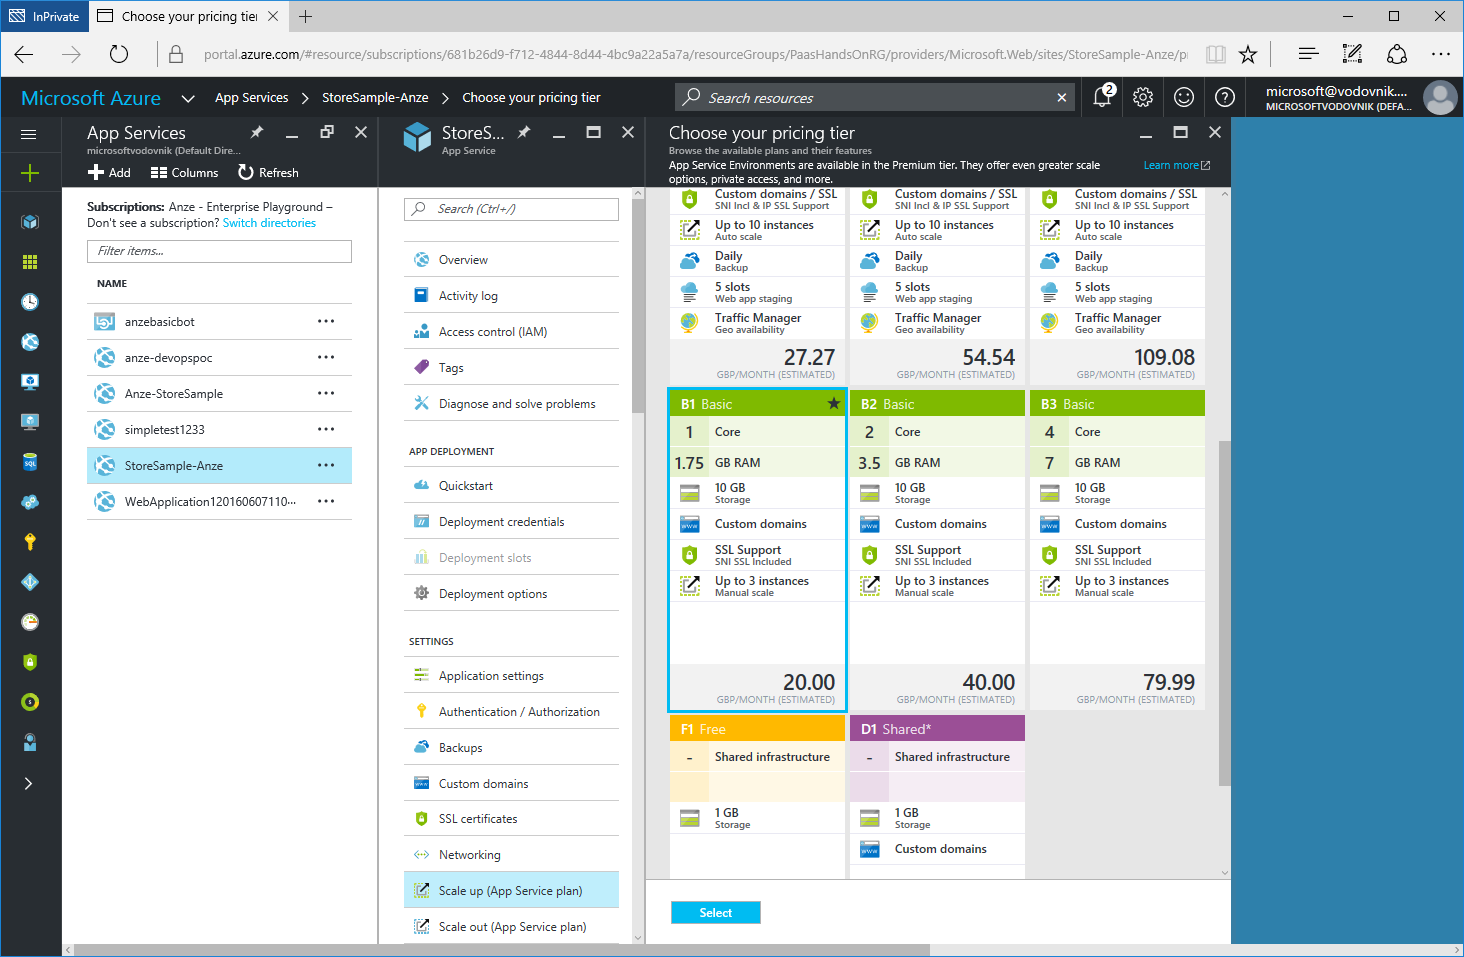 InPrivate
Choose your pricing tier
portal.azure.com/#resource/subscriptions/681b26d9-f712-4844-8d44-4bc9a22a5a7a/resourceGroups/PaasHandsOnRG/providers/Microsoft.Web/sites/StoreSample-Anze/p
Microsoft Azure
App Services
StoreSample-Anze
Choose your pricing tier
Search resources
2
microsoft@vodovnik....
MICROSOFTVODOVNIK (DEFA...
App Services
microsoftvodovnik (Default Dire...
Add
Columns
Refresh
Subscriptions: Anze - Enterprise Playground –
Don't see a subscription? Switch directories
Filter items...
NAME
anzebasicbot
anze-devopspoc
Anze-StoreSample
simpletest1233
StoreSample-Anze
WebApplication120160607110...
StoreS...
App Service
Search (Ctrl+/)
Overview
Activity log
Access control (IAM)
Tags
Diagnose and solve problems
APP DEPLOYMENT
Quickstart
Deployment credentials
Deployment slots
Deployment options
SETTINGS
Application settings
Authentication / Authorization
Backups
Custom domains
SSL certificates
Networking
Scale up (App Service plan)
Scale out (App Service plan)
Choose your pricing tier
Browse the available plans and their features
App Service Environments are available in the Premium tier. They offer even greater scale
options, private access, and more.
Learn more
Custom domains / SSL
SNI Incl & IP SSL Support
Up to 10 instances
Auto scale
Daily
Backup
5 slots
Web app staging
Traffic Manager
Geo availability
27.27
GBP/MONTH (ESTIMATED)
Custom domains / SSL
SNI Incl & IP SSL Support
Up to 10 instances
Auto scale
Daily
Backup
5 slots
Web app staging
Traffic Manager
Geo availability
54.54
GBP/MONTH (ESTIMATED)
Custom domains / SSL
SNI Incl & IP SSL Support
Up to 10 instances
Auto scale
Daily
Backup
5 slots
Web app staging
Traffic Manager
Geo availability
109.08
GBP/MONTH (ESTIMATED)
B1 Basic
1 Core
1.75 GB RAM
10 GB
Storage
Custom domains
SSL Support
SNI SSL Included
Up to 3 instances
Manual scale
20.00
GBP/MONTH (ESTIMATED)
B2 Basic
2 Core
3.5 GB RAM
10 GB
Storage
Custom domains
SSL Support
SNI SSL Included
Up to 3 instances
Manual scale
40.00
GBP/MONTH (ESTIMATED)
B3 Basic
4 Core
7 GB RAM
10 GB
Storage
Custom domains
SSL Support
SNI SSL Included
Up to 3 instances
Manual scale
79.99
GBP/MONTH (ESTIMATED)
F1 Free
- Shared infrastructure
1 GB
Storage
D1 Shared*
- Shared infrastructure
1 GB
Storage
Custom domains
Select